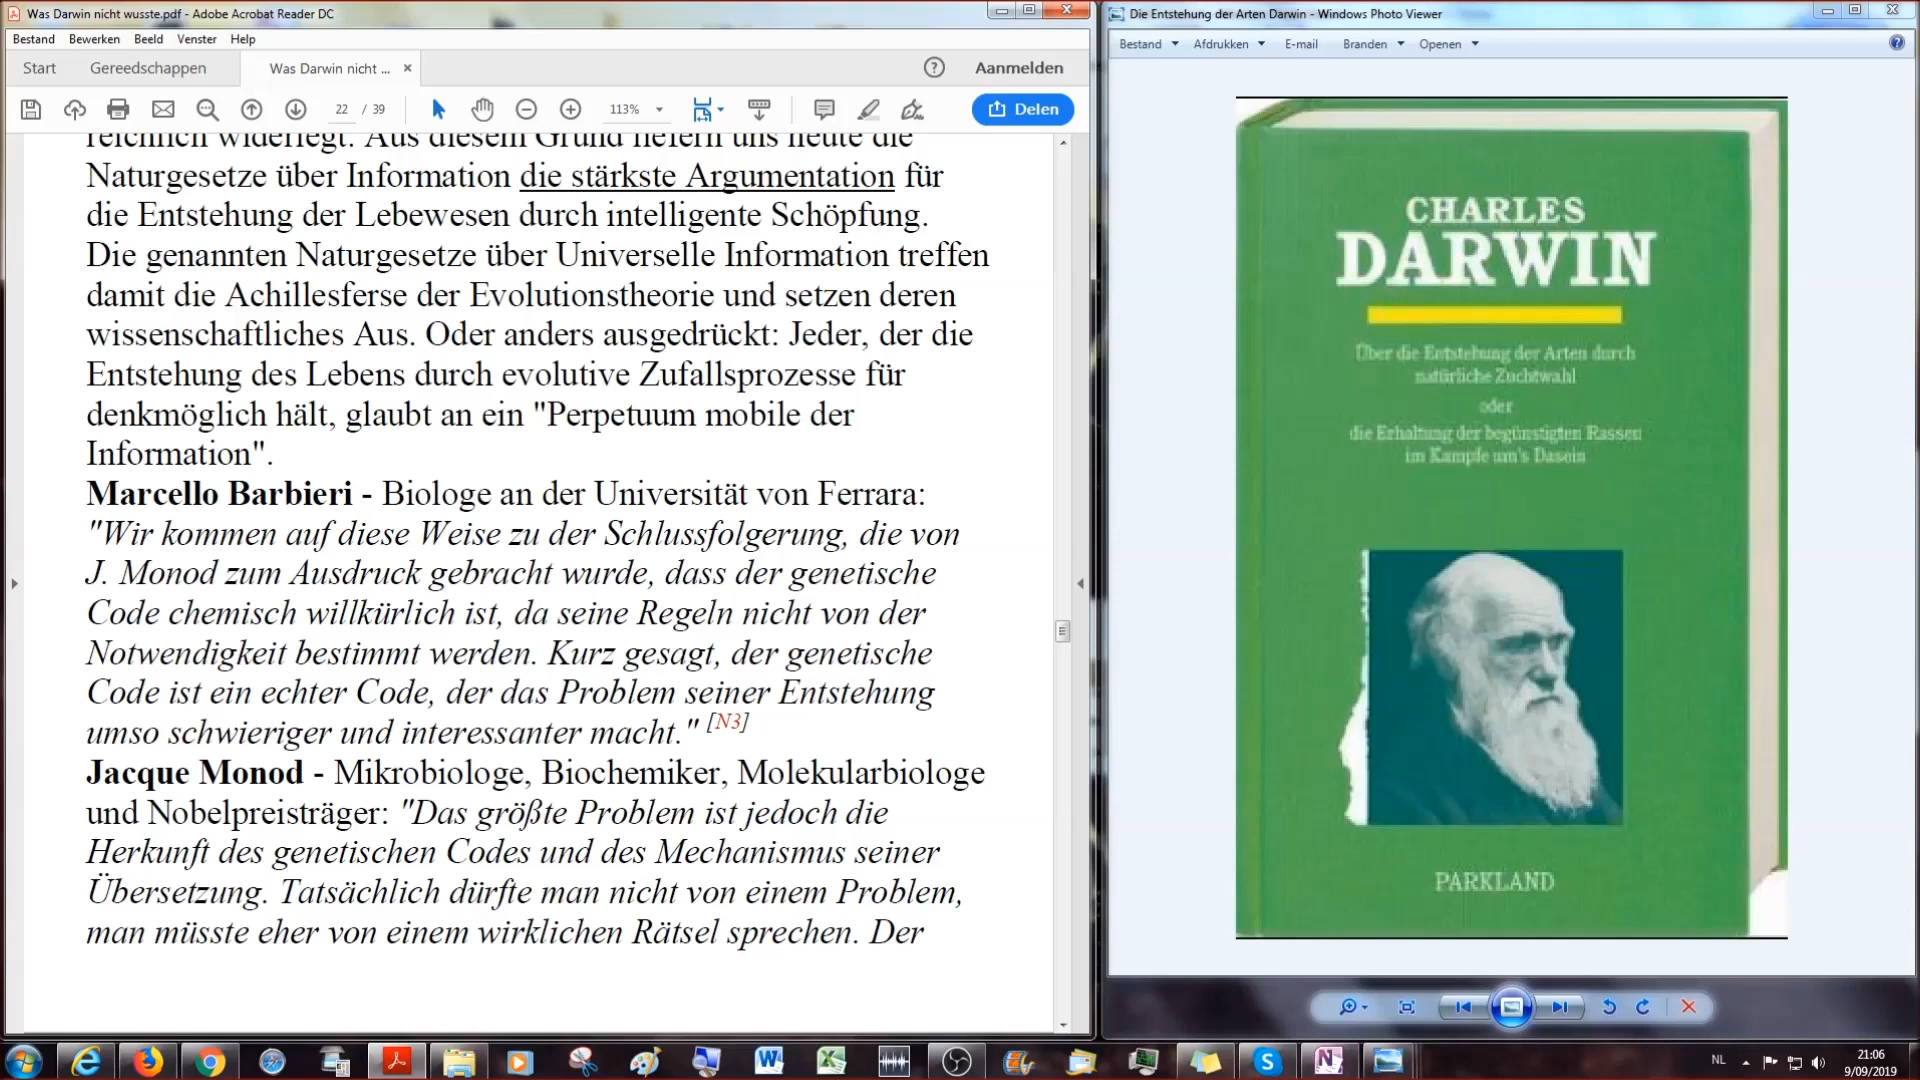 Was Darwin nicht wusste.pdf - Adobe Acrobat Reader DC
Bestand Bewerken Beeld Venster Help
Start Gereedschappen Was Darwin nicht ... × Aanmelden
22 / 39 113% Delen
reichlich widerlegt. Aus diesem Grund liefern uns heute die
Naturgesetze über Information die stärkste Argumentation für
die Entstehung der Lebewesen durch intelligente Schöpfung.
Die genannten Naturgesetze über Universelle Information treffen
damit die Achillesferse der Evolutionstheorie und setzen deren
wissenschaftliches Aus. Oder anders ausgedrückt: Jeder, der die
Entstehung des Lebens durch evolutive Zufallsprozesse für
denkmöglich hält, glaubt an ein "Perpetuum mobile der
Information".
Marcello Barbieri - Biologe an der Universität von Ferrara:
"Wir kommen auf diese Weise zu der Schlussfolgerung, die von
J. Monod zum Ausdruck gebracht wurde, dass der genetische
Code chemisch willkürlich ist, da seine Regeln nicht von der
Notwendigkeit bestimmt werden. Kurz gesagt, der genetische
Code ist ein echter Code, der das Problem seiner Entstehung
umso schwieriger und interessanter macht." [N3]
Jacque Monod - Mikrobiologe, Biochemiker, Molekularbiologe
und Nobelpreisträger: "Das größte Problem ist jedoch die
Herkunft des genetischen Codes und des Mechanismus seiner
Übersetzung. Tatsächlich dürfte man nicht von einem Problem,
man müsste eher von einem wirklichen Rätsel sprechen. Der
Die Entstehung der Arten Darwin - Windows Photo Viewer
Bestand Afdrukken E-mail Branden Openen
CHARLES
DARWIN
Über die Entstehung der Arten durch
natürliche Zuchtwahl
oder
die Erhaltung der begünstigten Rassen
im Kampfe um's Dasein
PARKLAND
NL
21:06
9/09/2019